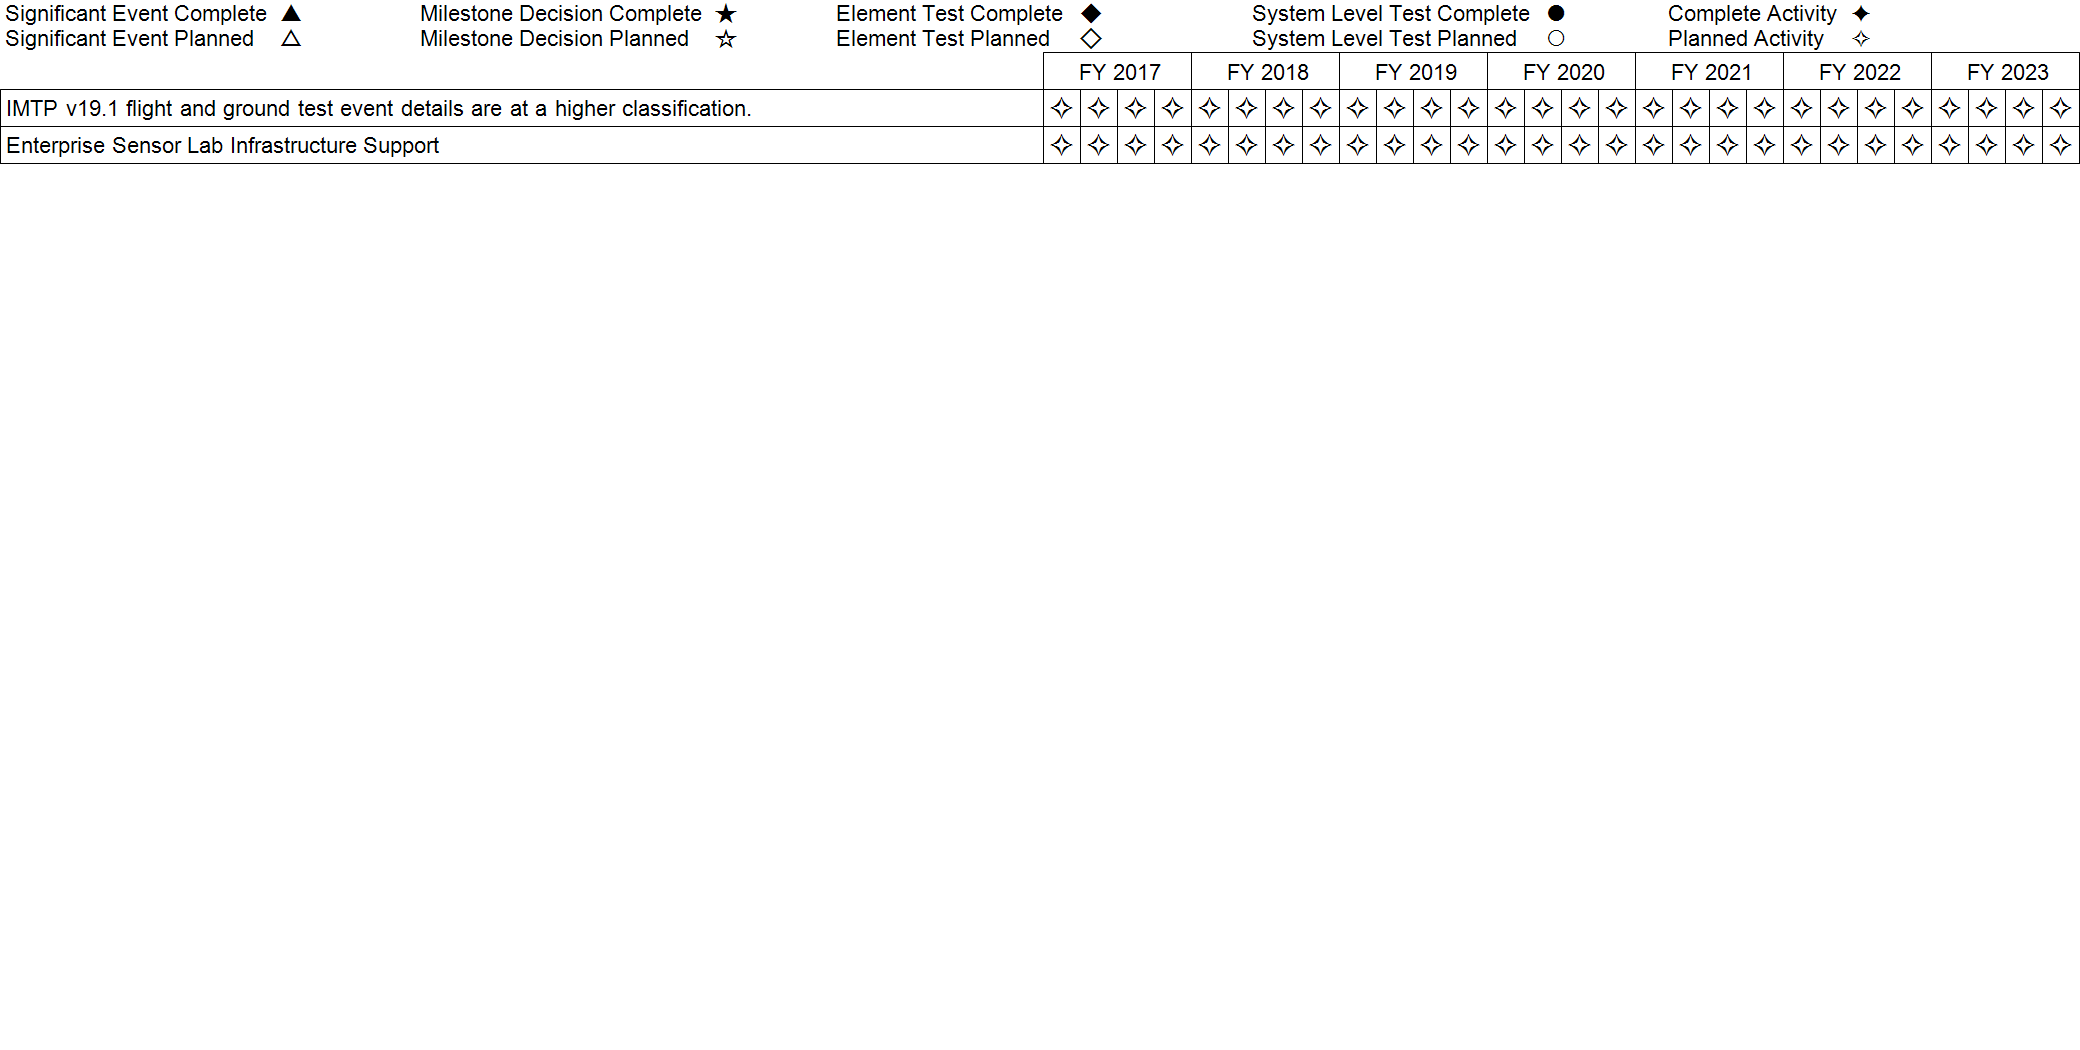 Significant Event Complete ▲ Milestone Decision Complete ★ Element Test Complete ◆ System Level Test Complete ● Complete Activity ✦
Significant Event Planned △ Milestone Decision Planned ☆ Element Test Planned ◇ System Level Test Planned ○ Planned Activity ✧
FY 2017 FY 2018 FY 2019 FY 2020 FY 2021 FY 2022 FY 2023
IMTP v19.1 flight and ground test event details are at a higher classification. ✧ ✧ ✧ ✧ ✧ ✧ ✧ ✧ ✧ ✧ ✧ ✧ ✧ ✧ ✧ ✧ ✧ ✧ ✧ ✧ ✧ ✧ ✧ ✧ ✧ ✧ ✧ ✧
Enterprise Sensor Lab Infrastructure Support ✧ ✧ ✧ ✧ ✧ ✧ ✧ ✧ ✧ ✧ ✧ ✧ ✧ ✧ ✧ ✧ ✧ ✧ ✧ ✧ ✧ ✧ ✧ ✧ ✧ ✧ ✧ ✧